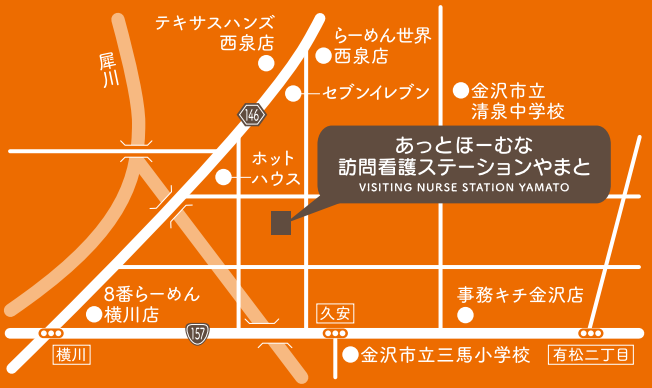 テキサスハンズ
西泉店
らーめん世界
西泉店
犀川
セブンイレブン
金沢市立
清泉中学校
146
あっとほーむな
訪問看護ステーションやまと
VISITING NURSE STATION YAMATO
ホット
ハウス
8番らーめん
横川店
事務キチ金沢店
久安
157
横川
金沢市立三馬小学校
有松二丁目